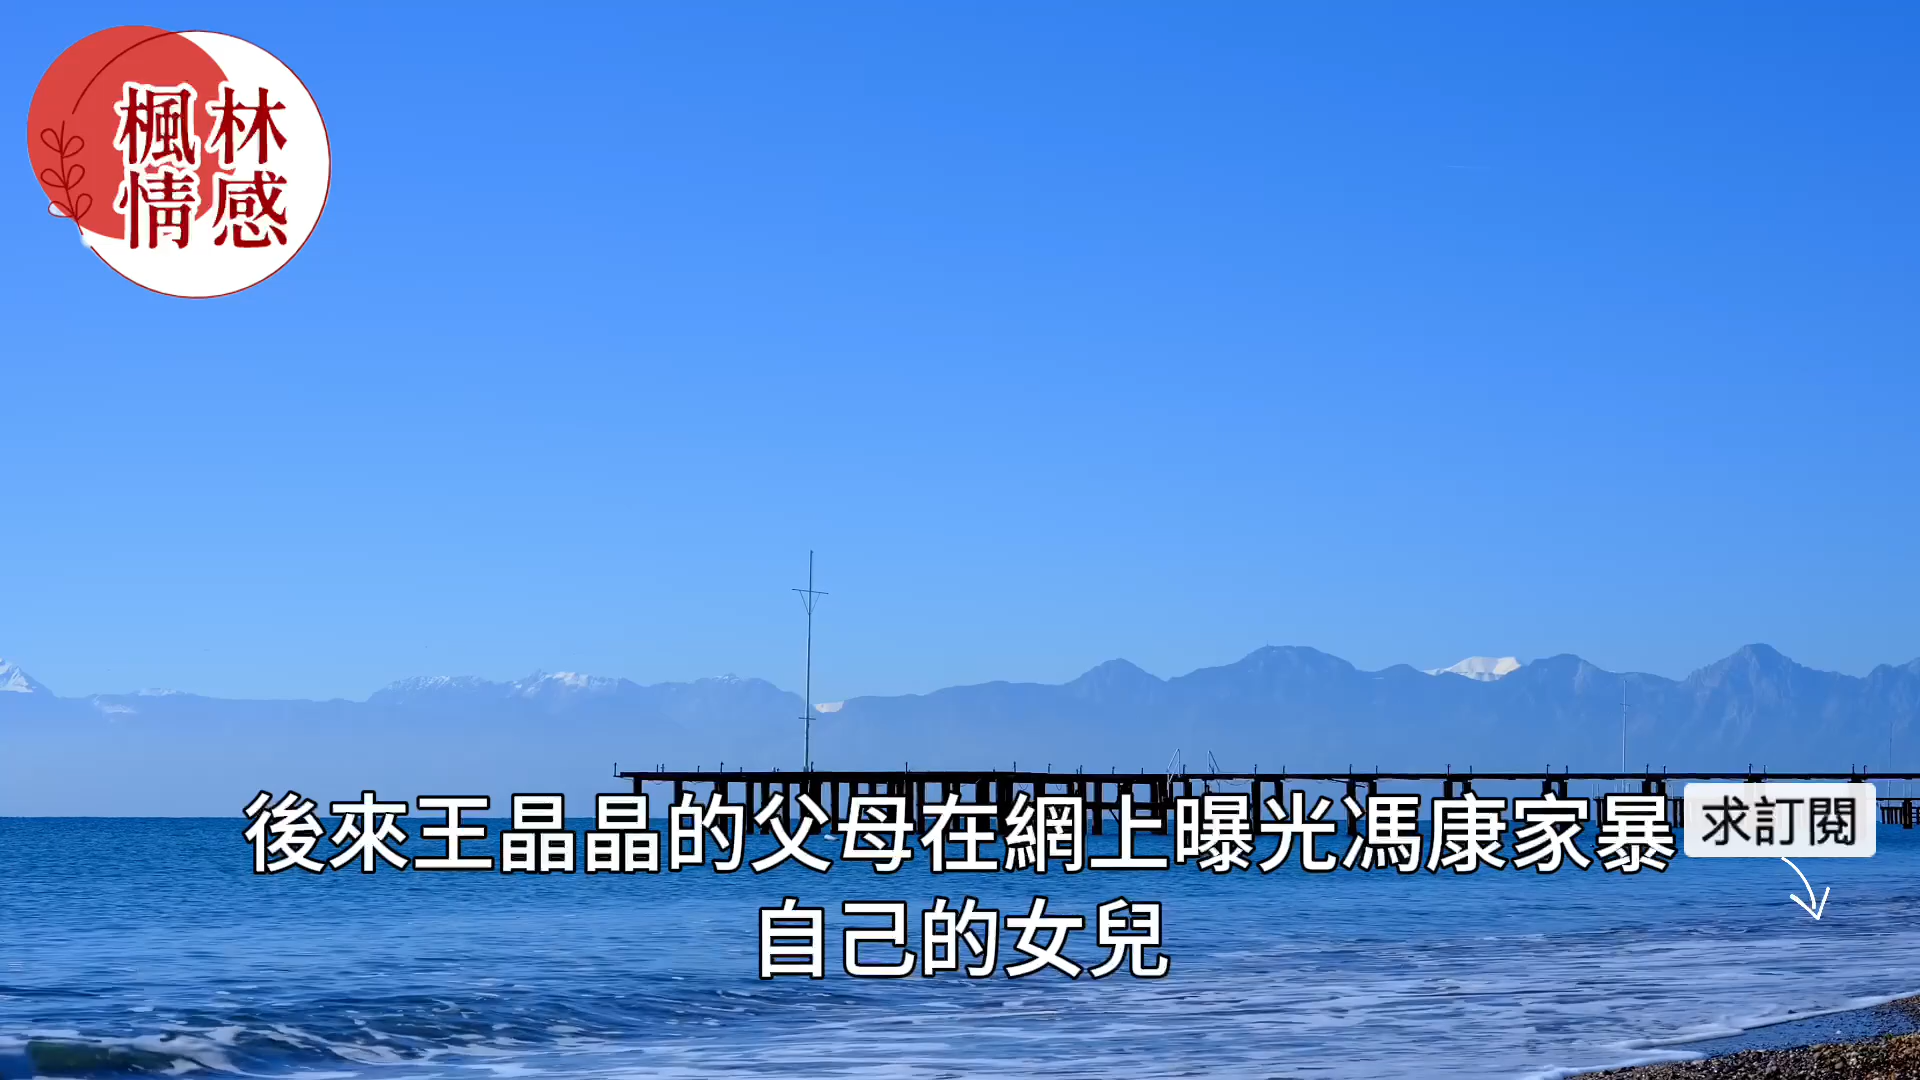 楓林
情感
後來王晶晶的父母在網上曝光馮康家暴
求訂閱
自己的女兒